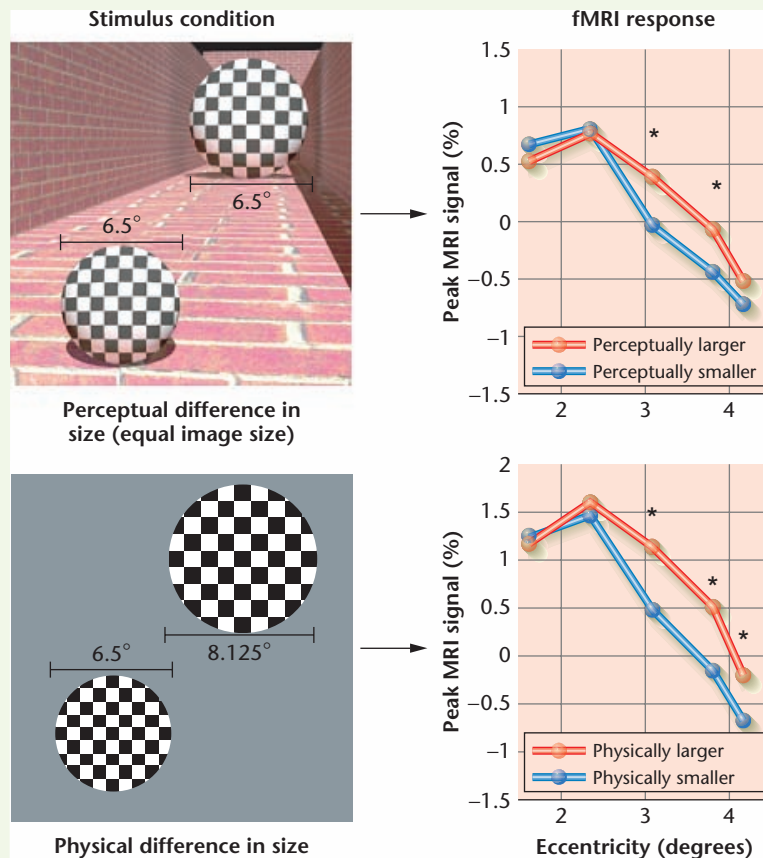 Stimulus condition
fMRI response
6.5°
6.5°
Perceptual difference in
size (equal image size)
Peak MRI signal (%)
1.5
1
0.5
0
−0.5
−1
−1.5
*
*
Perceptually larger
Perceptually smaller
2 3 4
6.5°
8.125°
Physical difference in size
Peak MRI signal (%)
2
1.5
1
0.5
0
−0.5
−1
−1.5
*
*
*
Physically larger
Physically smaller
2 3 4
Eccentricity (degrees)